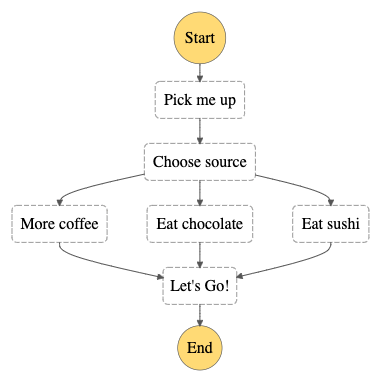 Start
Pick me up
Choose source
More coffee
Eat chocolate
Eat sushi
Let's Go!
End